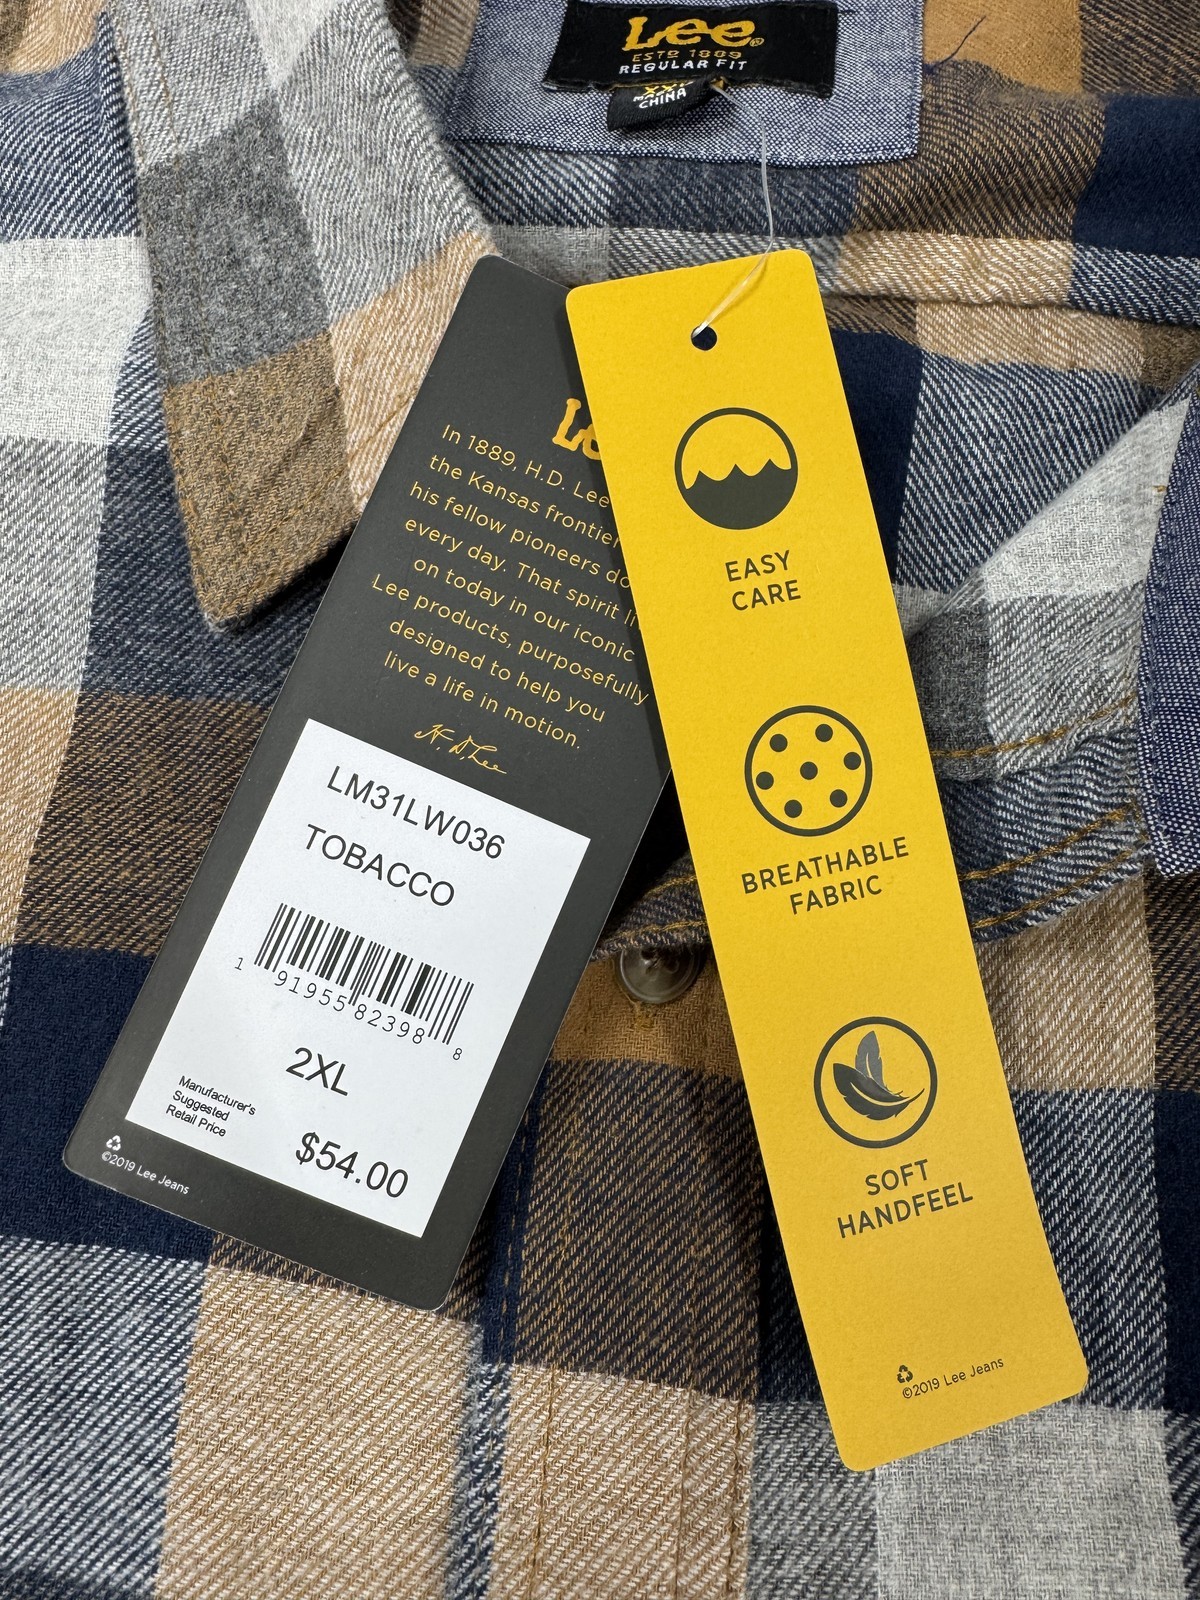 Lee®
ESTD 1889
REGULAR FIT
CHINA
In 1889, H.D. Lee
the Kansas frontier
his fellow pioneers
every day. That spirit
on today in our iconic
Lee products, purposefully
designed to help you
live a life in motion.
H. D. Lee
LM31LW036
TOBACCO
1 91955 82398 8
2XL
Manufacturer's
Suggested
Retail Price
$54.00
©2019 Lee Jeans
EASY
CARE
BREATHABLE
FABRIC
SOFT
HANDFEEL
©2019 Lee Jeans